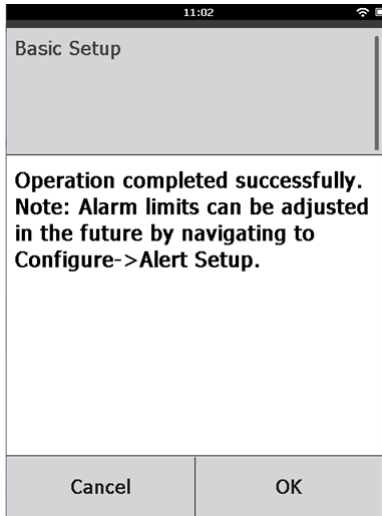 11:02
Basic Setup
Operation completed successfully.
Note: Alarm limits can be adjusted
in the future by navigating to
Configure->Alert Setup.
Cancel
OK